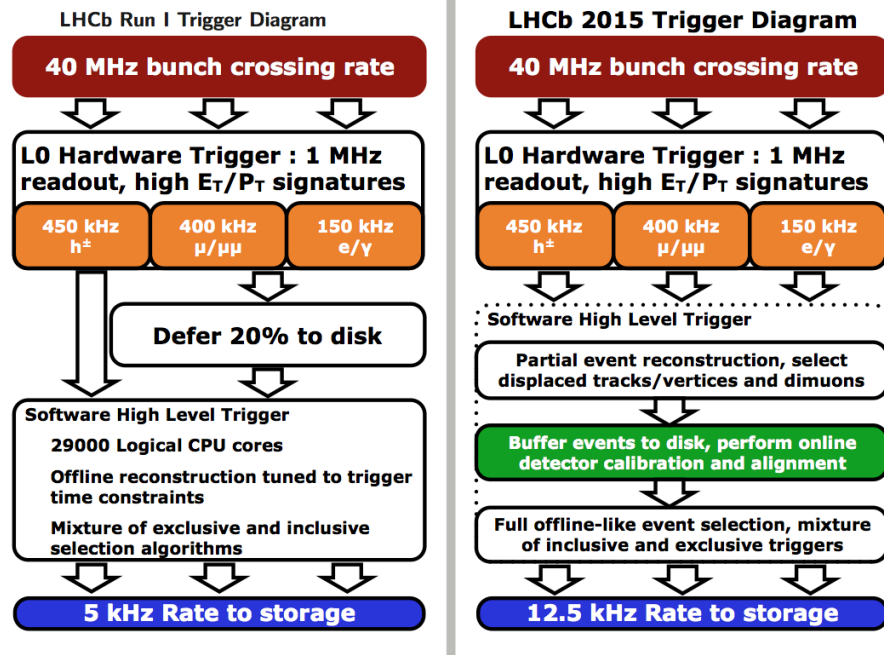 LHCb Run I Trigger Diagram
40 MHz bunch crossing rate
L0 Hardware Trigger : 1 MHz
readout, high ET/PT signatures
450 kHz
h±
400 kHz
μ/μμ
150 kHz
e/γ
Defer 20% to disk
Software High Level Trigger
29000 Logical CPU cores
Offline reconstruction tuned to trigger
time constraints
Mixture of exclusive and inclusive
selection algorithms
5 kHz Rate to storage
LHCb 2015 Trigger Diagram
40 MHz bunch crossing rate
L0 Hardware Trigger : 1 MHz
readout, high ET/PT signatures
450 kHz
h±
400 kHz
μ/μμ
150 kHz
e/γ
Software High Level Trigger
Partial event reconstruction, select
displaced tracks/vertices and dimuons
Buffer events to disk, perform online
detector calibration and alignment
Full offline-like event selection, mixture
of inclusive and exclusive triggers
12.5 kHz Rate to storage